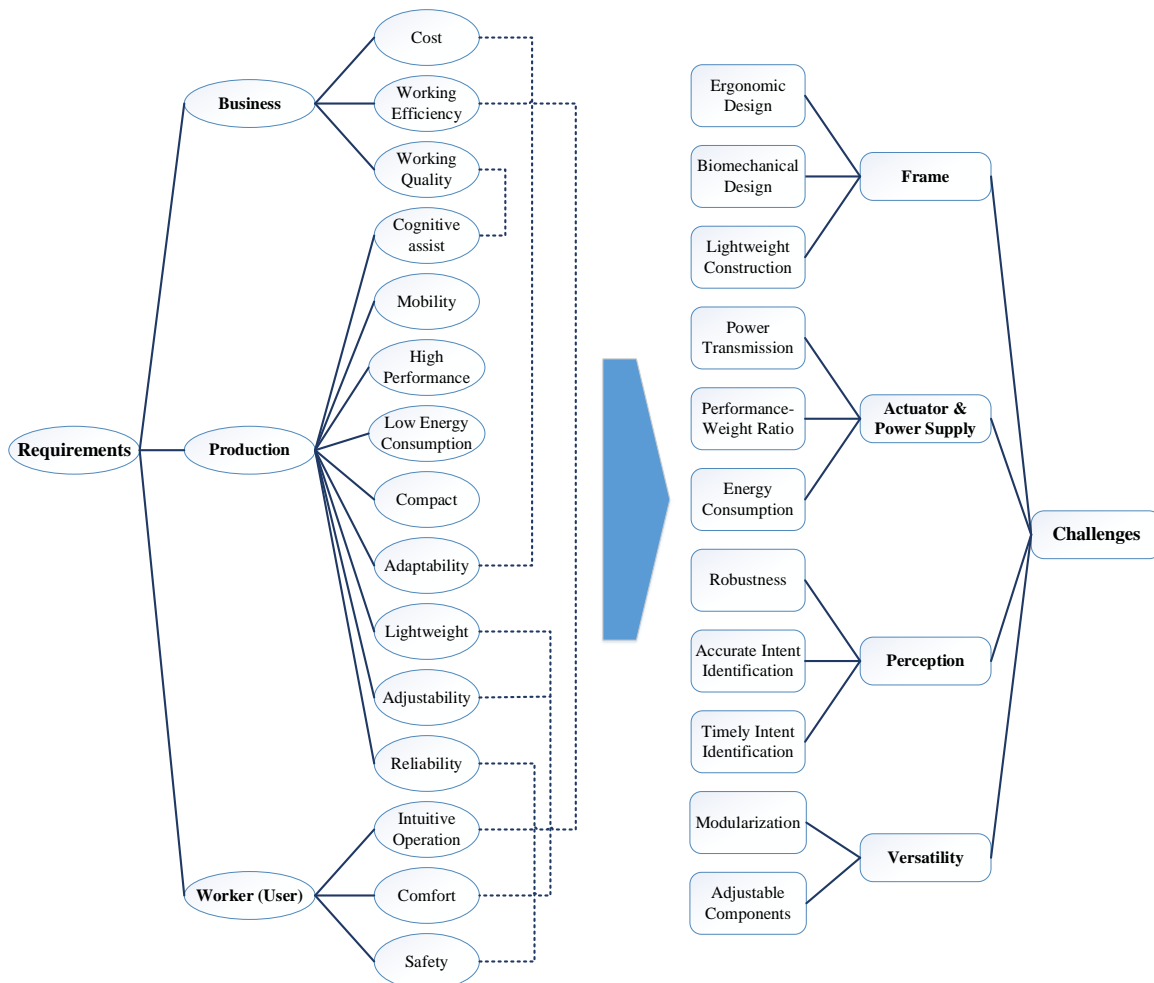 Requirements
Business
Cost
Working
Efficiency
Working
Quality
Production
Cognitive
assist
Mobility
High
Performance
Low Energy
Consumption
Compact
Adaptability
Lightweight
Adjustability
Reliability
Worker (User)
Intuitive
Operation
Comfort
Safety
Ergonomic
Design
Biomechanical
Design
Lightweight
Construction
Frame
Power
Transmission
Performance-
Weight Ratio
Energy
Consumption
Actuator &
Power Supply
Robustness
Accurate Intent
Identification
Timely Intent
Identification
Perception
Modularization
Adjustable
Components
Versatility
Challenges